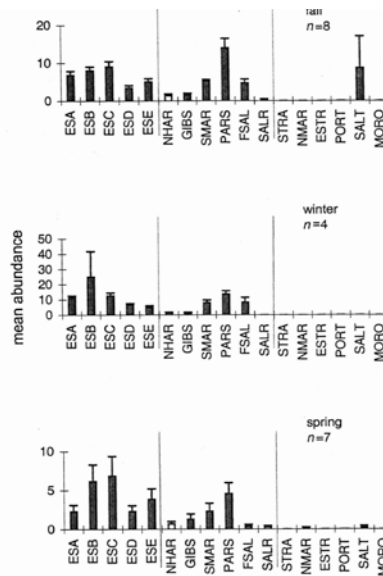 fall
n=8
20
10
0
ESA ESB ESC ESD ESE NHAR GIBS SMAR PARS FSAL SALR STRA NMAR ESTR PORT SALT MORO
mean abundance
winter
n=4
50
40
30
20
10
0
ESA ESB ESC ESD ESE NHAR GIBS SMAR PARS FSAL SALR STRA NMAR ESTR PORT SALT MORO
spring
n=7
10
5
0
ESA ESB ESC ESD ESE NHAR GIBS SMAR PARS FSAL SALR STRA NMAR ESTR PORT SALT MORO